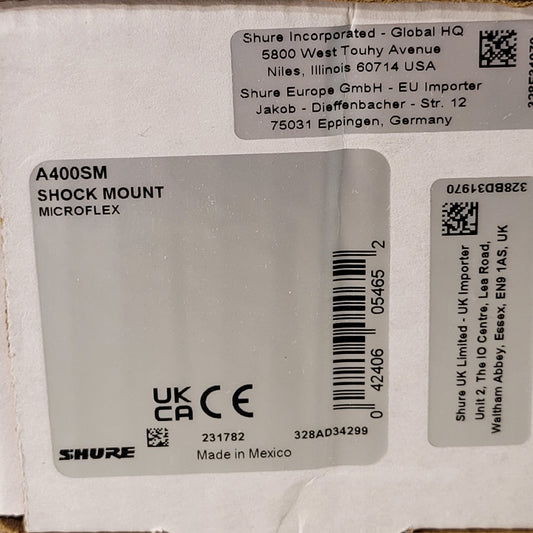 Shure Incorporated - Global HQ
5800 West Touhy Avenue
Niles, Illinois 60714 USA
Shure Europe GmbH - EU Importer
Jakob - Dieffenbacher - Str. 12
75031 Eppingen, Germany
A400SM
SHOCK MOUNT
MICROFLEX
0 42406 05465 2
UK
CA CE
SHURE
231782
328AD34299
Made in Mexico
328BD31970
Shure UK Limited - UK Importer
Unit 2, The IO Centre, Lea Road,
Waltham Abbey, Essex, EN9 1AS, UK